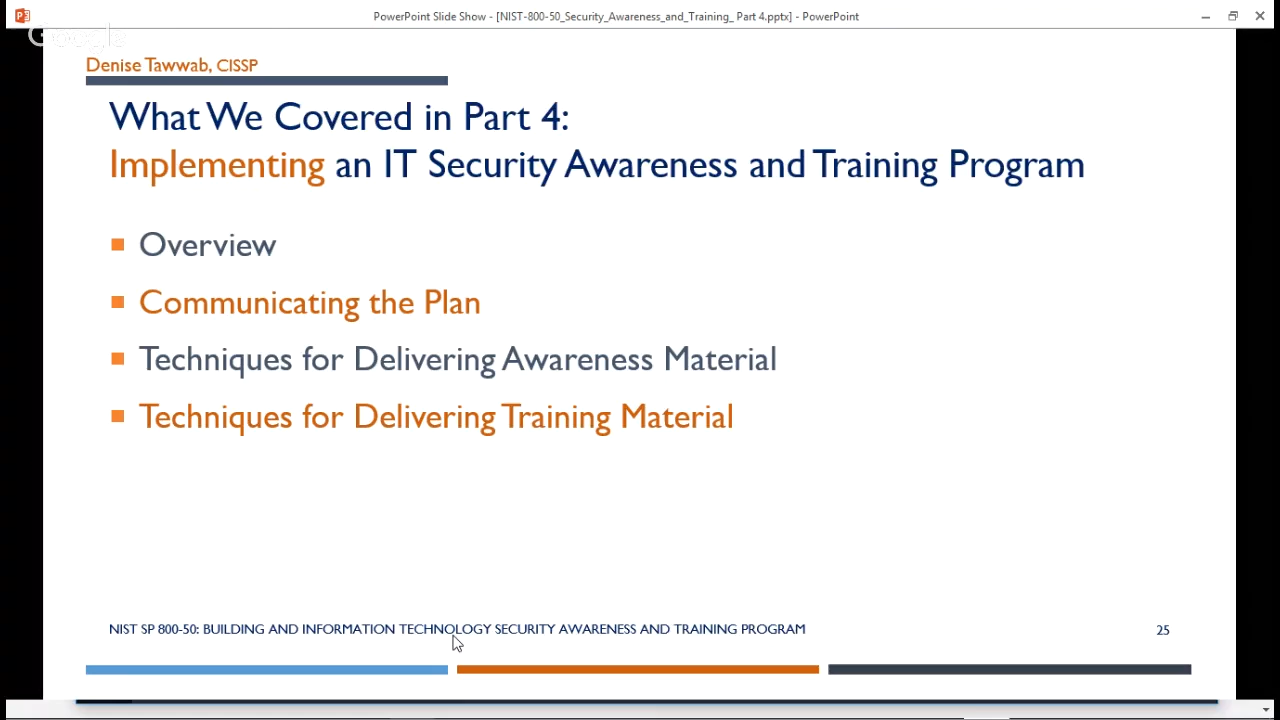 PowerPoint Slide Show - [NIST-800-50_Security_Awareness_and_Training_ Part 4.pptx] - PowerPoint
Google
Denise Tawwab, CISSP
What We Covered in Part 4:
Implementing an IT Security Awareness and Training Program
Overview
Communicating the Plan
Techniques for Delivering Awareness Material
Techniques for Delivering Training Material
NIST SP 800-50: BUILDING AND INFORMATION TECHNOLOGY SECURITY AWARENESS AND TRAINING PROGRAM
25